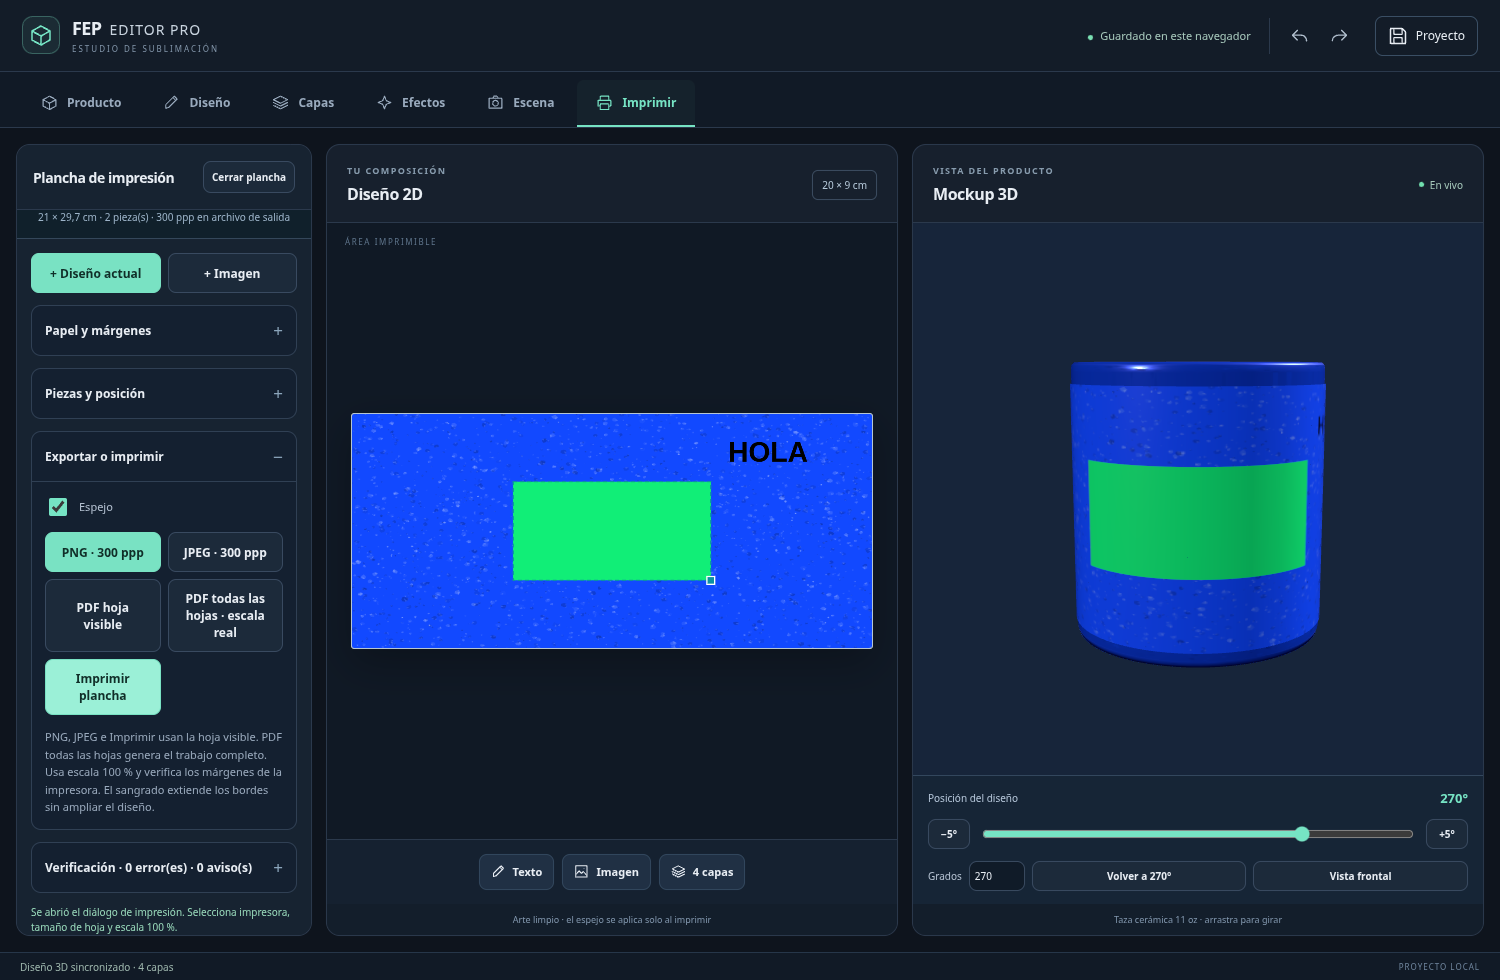 FEP EDITOR PRO
ESTUDIO DE SUBLIMACIÓN
Guardado en este navegador
Proyecto
Producto
Diseño
Capas
Efectos
Escena
Imprimir
Plancha de impresión
Cerrar plancha
21 × 29,7 cm · 2 pieza(s) · 300 ppp en archivo de salida
+ Diseño actual
+ Imagen
Papel y márgenes +
Piezas y posición +
Exportar o imprimir −
Espejo
PNG · 300 ppp
JPEG · 300 ppp
PDF hoja
visible
PDF todas las
hojas · escala
real
Imprimir
plancha
PNG, JPEG e Imprimir usan la hoja visible. PDF
todas las hojas genera el trabajo completo.
Usa escala 100 % y verifica los márgenes de la
impresora. El sangrado extiende los bordes
sin ampliar el diseño.
Verificación · 0 error(es) · 0 aviso(s) +
Se abrió el diálogo de impresión. Selecciona impresora,
tamaño de hoja y escala 100 %.
TU COMPOSICIÓN
Diseño 2D
20 × 9 cm
ÁREA IMPRIMIBLE
HOLA
Texto
Imagen
4 capas
Arte limpio · el espejo se aplica solo al imprimir
VISTA DEL PRODUCTO
Mockup 3D
En vivo
H
Posición del diseño
270°
−5°
+5°
Grados
270
Volver a 270°
Vista frontal
Taza cerámica 11 oz · arrastra para girar
Diseño 3D sincronizado · 4 capas
PROYECTO LOCAL